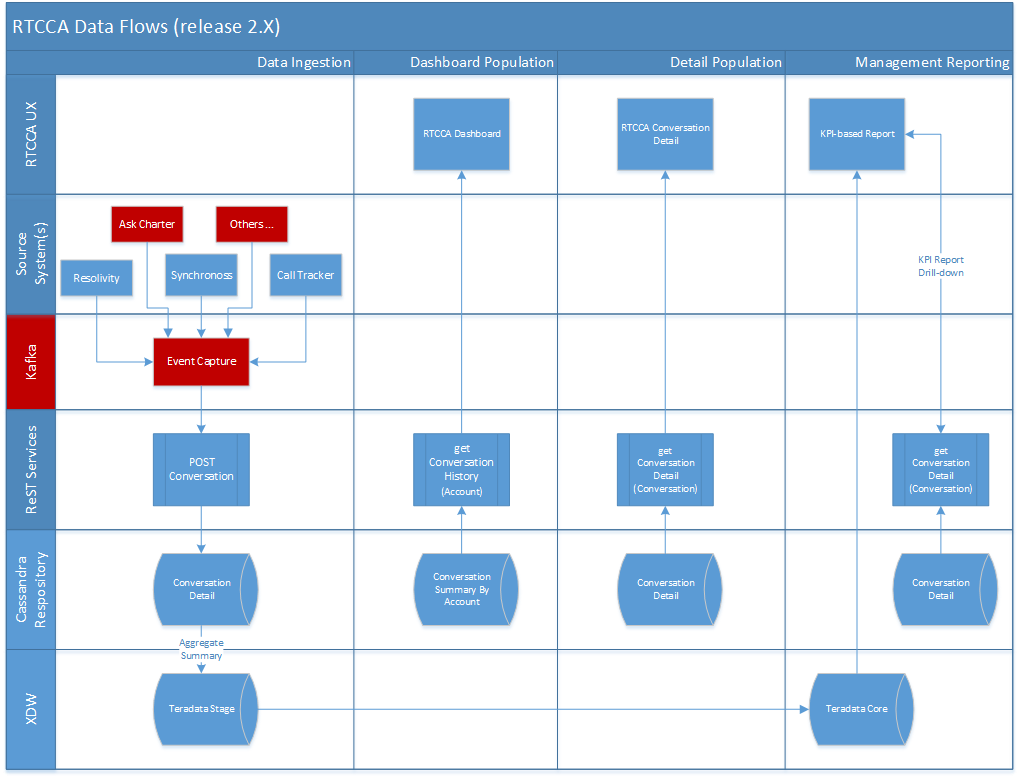 RTCCA Data Flows (release 2.X)
Data Ingestion
Dashboard Population
Detail Population
Management Reporting
RTCCA UX
RTCCA Dashboard
RTCCA Conversation
Detail
KPI-based Report
Source
System(s)
Ask Charter
Others ...
Resolivity
Synchronoss
Call Tracker
KPI Report
Drill-down
Kafka
Event Capture
ReST Services
POST
Conversation
get
Conversation
History
(Account)
get
Conversation
Detail
(Conversation)
get
Conversation
Detail
(Conversation)
Cassandra
Respository
Conversation
Detail
Conversation
Summary By
Account
Conversation
Detail
Conversation
Detail
Aggregate
Summary
XDW
Teradata Stage
Teradata Core